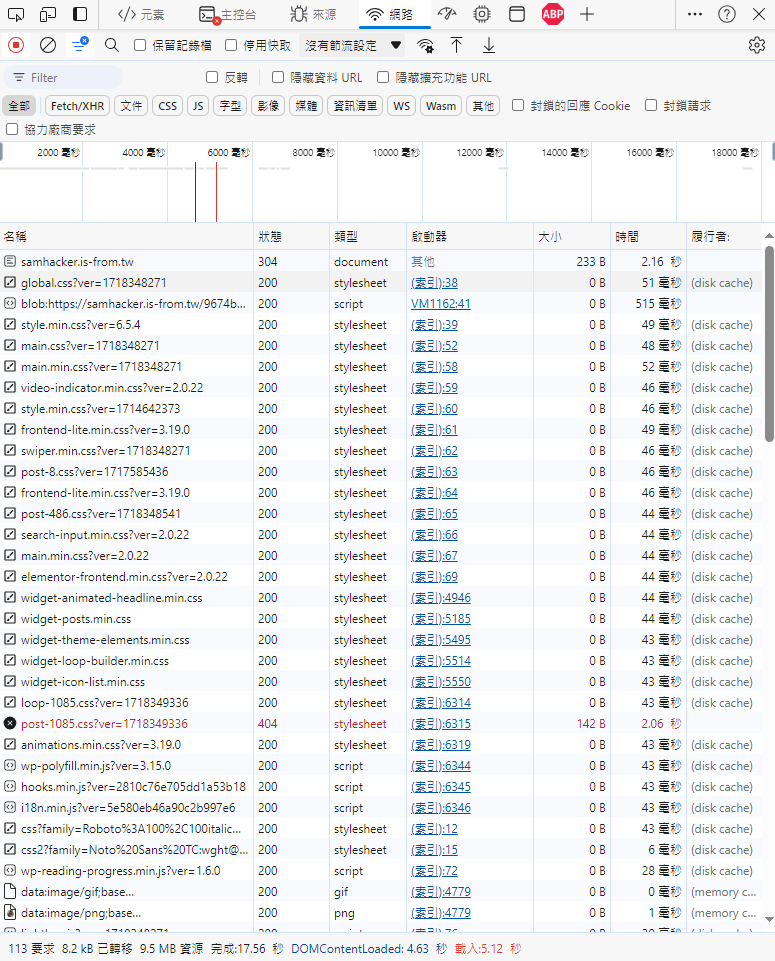 元素 主控台 來源 網路 ABP
保留記錄檔 停用快取 沒有節流設定
Filter 反轉 隱藏資料 URL 隱藏擴充功能 URL
全部 Fetch/XHR 文件 CSS JS 字型 影像 媒體 資訊清單 WS Wasm 其他 封鎖的回應 Cookie 封鎖請求
協力廠商要求
2000 毫秒 4000 毫秒 6000 毫秒 8000 毫秒 10000 毫秒 12000 毫秒 14000 毫秒 16000 毫秒 18000 毫秒
名稱 狀態 類型 啟動器 大小 時間 履行者:
samhacker.is-from.tw 304 document 其他 233 B 2.16 秒
global.css?ver=1718348271 200 stylesheet (索引):38 0 B 51 毫秒 (disk cache)
blob:https://samhacker.is-from.tw/9674b... 200 script VM1162:41 0 B 515 毫秒
style.min.css?ver=6.5.4 200 stylesheet (索引):39 0 B 49 毫秒 (disk cache)
main.css?ver=1718348271 200 stylesheet (索引):52 0 B 48 毫秒 (disk cache)
main.min.css?ver=1718348271 200 stylesheet (索引):58 0 B 52 毫秒 (disk cache)
video-indicator.min.css?ver=2.0.22 200 stylesheet (索引):59 0 B 46 毫秒 (disk cache)
style.min.css?ver=1714642373 200 stylesheet (索引):60 0 B 46 毫秒 (disk cache)
frontend-lite.min.css?ver=3.19.0 200 stylesheet (索引):61 0 B 49 毫秒 (disk cache)
swiper.min.css?ver=1718348271 200 stylesheet (索引):62 0 B 46 毫秒 (disk cache)
post-8.css?ver=1717585436 200 stylesheet (索引):63 0 B 46 毫秒 (disk cache)
frontend-lite.min.css?ver=3.19.0 200 stylesheet (索引):64 0 B 46 毫秒 (disk cache)
post-486.css?ver=1718348541 200 stylesheet (索引):65 0 B 44 毫秒 (disk cache)
search-input.min.css?ver=2.0.22 200 stylesheet (索引):66 0 B 44 毫秒 (disk cache)
main.min.css?ver=2.0.22 200 stylesheet (索引):67 0 B 44 毫秒 (disk cache)
elementor-frontend.min.css?ver=2.0.22 200 stylesheet (索引):69 0 B 44 毫秒 (disk cache)
widget-animated-headline.min.css 200 stylesheet (索引):4946 0 B 44 毫秒 (disk cache)
widget-posts.min.css 200 stylesheet (索引):5185 0 B 44 毫秒 (disk cache)
widget-theme-elements.min.css 200 stylesheet (索引):5495 0 B 43 毫秒 (disk cache)
widget-loop-builder.min.css 200 stylesheet (索引):5514 0 B 43 毫秒 (disk cache)
widget-icon-list.min.css 200 stylesheet (索引):5550 0 B 43 毫秒 (disk cache)
loop-1085.css?ver=1718349336 200 stylesheet (索引):6314 0 B 43 毫秒 (disk cache)
post-1085.css?ver=1718349336 404 stylesheet (索引):6315 142 B 2.06 秒
animations.min.css?ver=3.19.0 200 stylesheet (索引):6319 0 B 43 毫秒 (disk cache)
wp-polyfill.min.js?ver=3.15.0 200 script (索引):6344 0 B 43 毫秒 (disk cache)
hooks.min.js?ver=2810c76e705dd1a53b18 200 script (索引):6345 0 B 43 毫秒 (disk cache)
i18n.min.js?ver=5e580eb46a90c2b997e6 200 script (索引):6346 0 B 43 毫秒 (disk cache)
css?family=Roboto%3A100%2C100italic... 200 stylesheet (索引):12 0 B 43 毫秒 (disk cache)
css2?family=Noto%20Sans%20TC:wght@... 200 stylesheet (索引):15 0 B 6 毫秒 (disk cache)
wp-reading-progress.min.js?ver=1.6.0 200 script (索引):72 0 B 28 毫秒 (disk cache)
data:image/gif;base... 200 gif (索引):4779 0 B 0 毫秒 (memory c...
data:image/png;base... 200 png (索引):4779 0 B 1 毫秒 (memory c...
113 要求 8.2 kB 已轉移 9.5 MB 資源 完成:17.56 秒 DOMContentLoaded: 4.63 秒 載入:5.12 秒